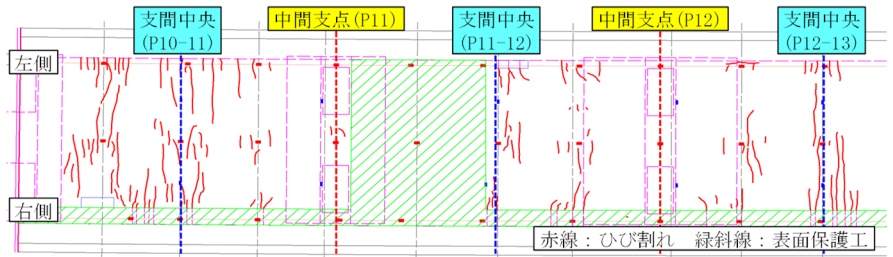 支間中央
(P10-11)
中間支点(P11)
支間中央
(P11-12)
中間支点(P12)
支間中央
(P12-13)
左側
右側
赤線：ひび割れ　緑斜線：表面保護工